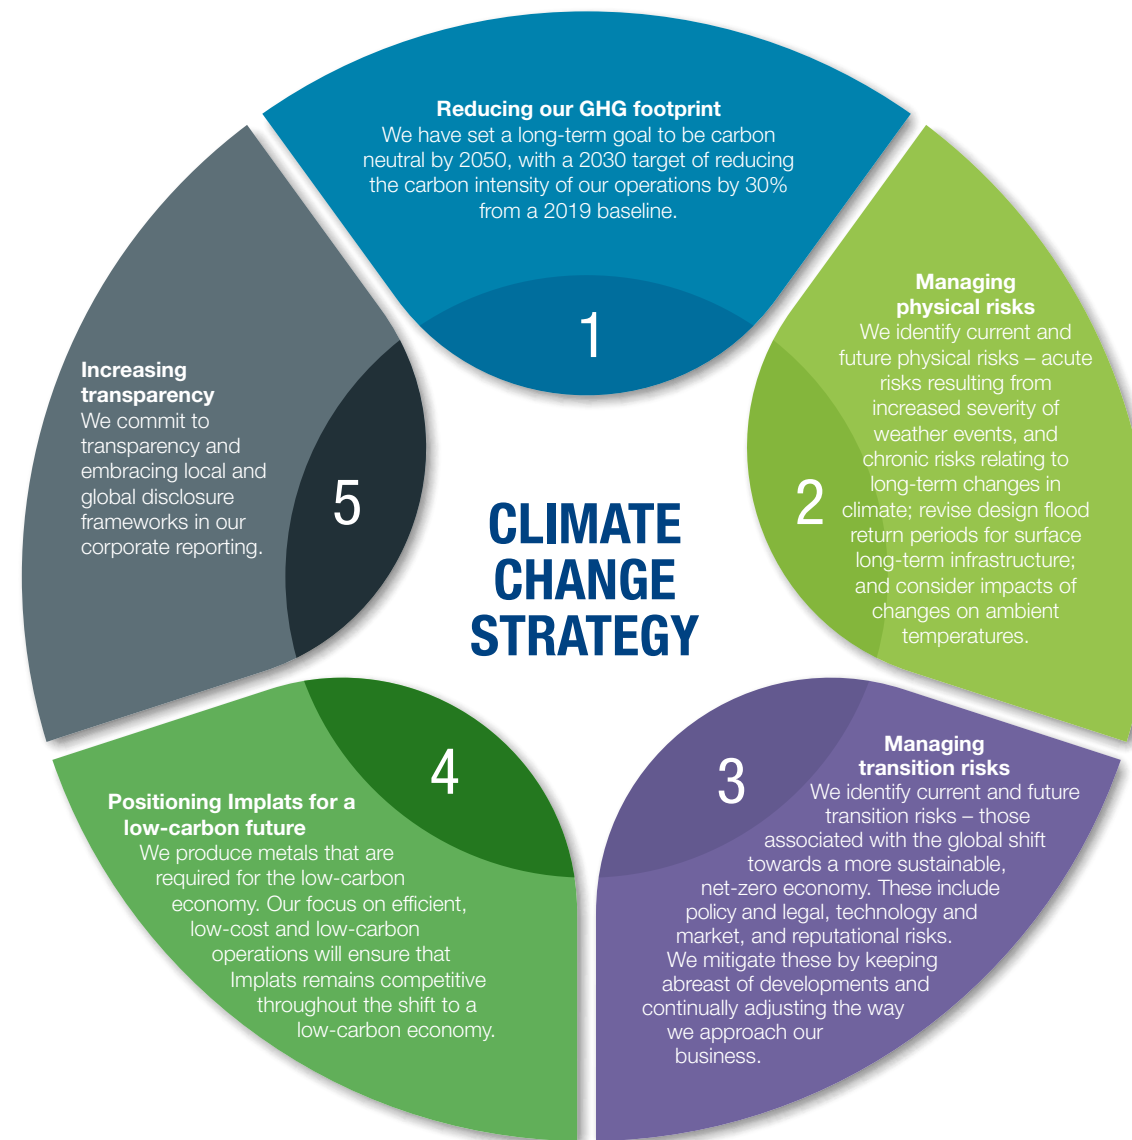 Reducing our GHG footprint
We have set a long-term goal to be carbon
neutral by 2050, with a 2030 target of reducing
the carbon intensity of our operations by 30%
from a 2019 baseline.
1
Managing
physical risks
We identify current and
future physical risks – acute
risks resulting from
increased severity of
weather events, and
chronic risks relating to
long-term changes in
climate; revise design flood
return periods for surface
long-term infrastructure;
and consider impacts of
changes on ambient
temperatures.
2
Managing
transition risks
We identify current and future
transition risks – those
associated with the global shift
towards a more sustainable,
net-zero economy. These include
policy and legal, technology and
market, and reputational risks.
We mitigate these by keeping
abreast of developments and
continually adjusting the way
we approach our
business.
3
Positioning Implats for a
low-carbon future
We produce metals that are
required for the low-carbon
economy. Our focus on efficient,
low-cost and low-carbon
operations will ensure that
Implats remains competitive
throughout the shift to a
low-carbon economy.
4
Increasing
transparency
We commit to
transparency and
embracing local and
global disclosure
frameworks in our
corporate reporting.
5
CLIMATE
CHANGE
STRATEGY